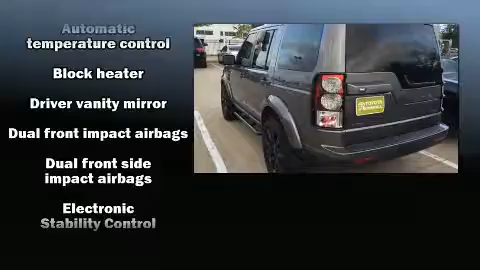 Automatic
temperature control
Block heater
Driver vanity mirror
Dual front impact airbags
Dual front side
impact airbags
Electronic
Stability Control